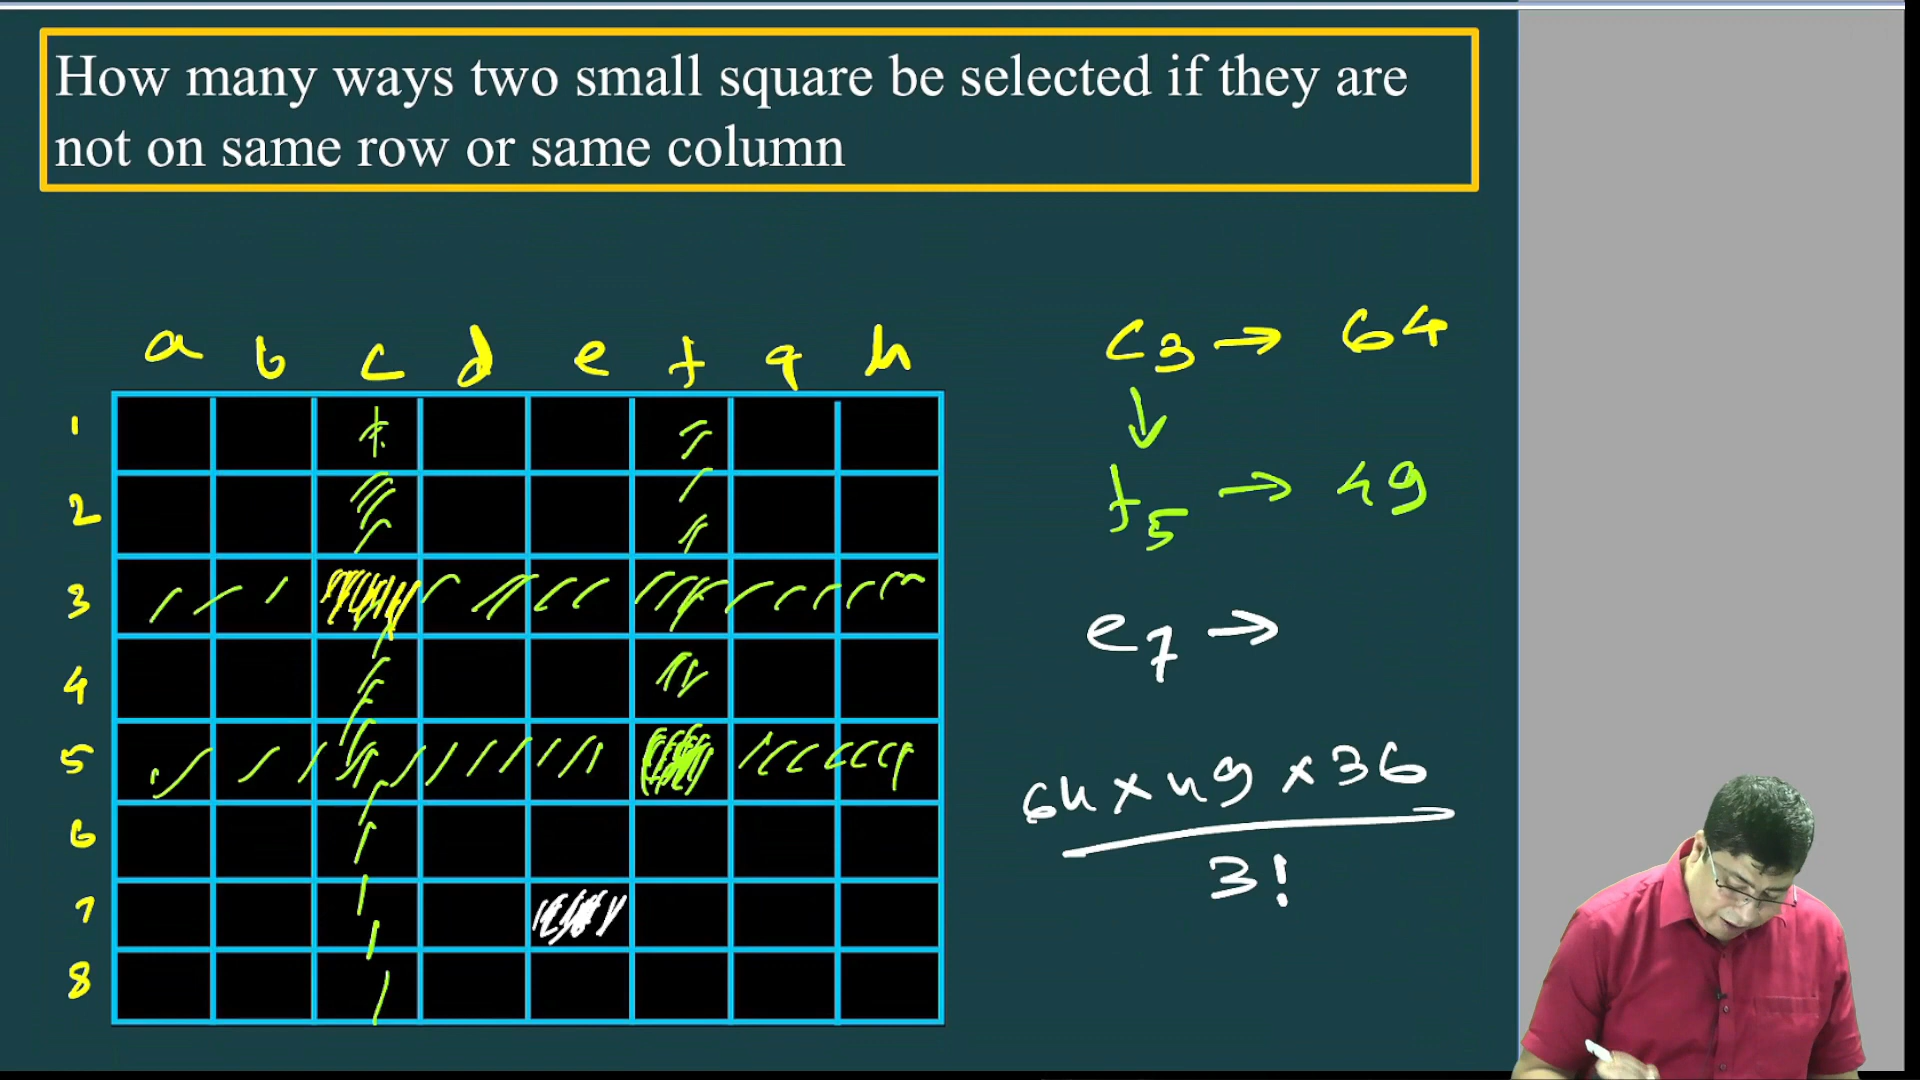 How many ways two small square be selected if they are
not on same row or same column
a b c d e f g h
1
2
3
4
5
6
7
8
c3 → 64
↓
f5 → 49
e7 →
64 × 49 × 36
3!